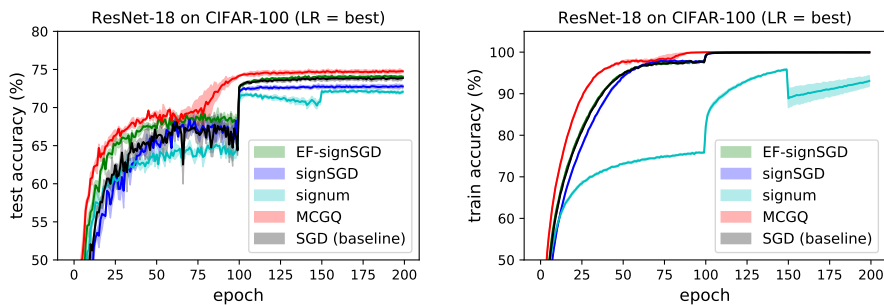 ResNet-18 on CIFAR-100 (LR = best)
test accuracy (%)
80
75
70
65
60
55
50
EF-signSGD
signSGD
signum
MCGQ
SGD (baseline)
0 25 50 75 100 125 150 175 200
epoch
ResNet-18 on CIFAR-100 (LR = best)
train accuracy (%)
100
90
80
70
60
50
EF-signSGD
signSGD
signum
MCGQ
SGD (baseline)
0 25 50 75 100 125 150 175 200
epoch